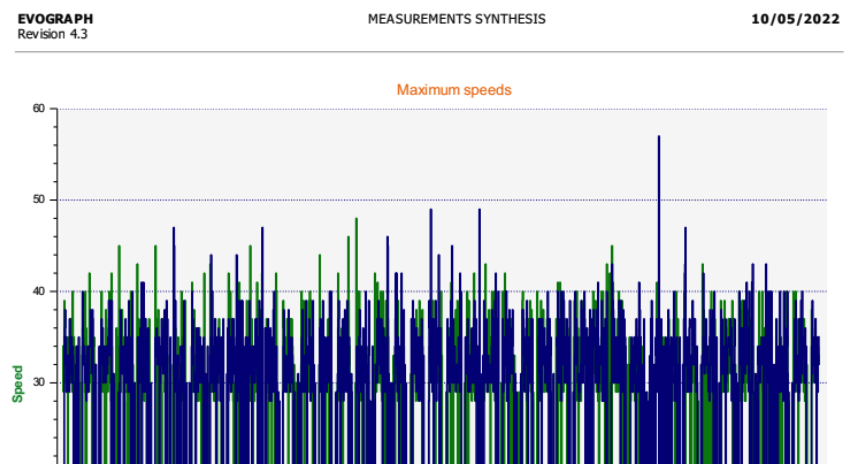 EVOGRAPH
MEASUREMENTS SYNTHESIS
10/05/2022
Revision 4.3
Maximum speeds
60
50
40
30
Speed